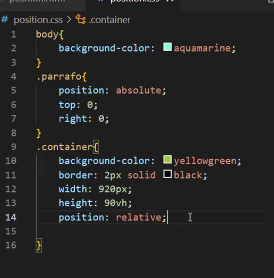 position.css
position.css > .container
1 body{
2 background-color: aquamarine;
3 }
4 .parrafo{
5 position: absolute;
6 top: 0;
7 right: 0;
8 }
9 .container{
10 background-color: yellowgreen;
11 border: 2px solid black;
12 width: 920px;
13 height: 90vh;
14 position: relative;
15
16 }